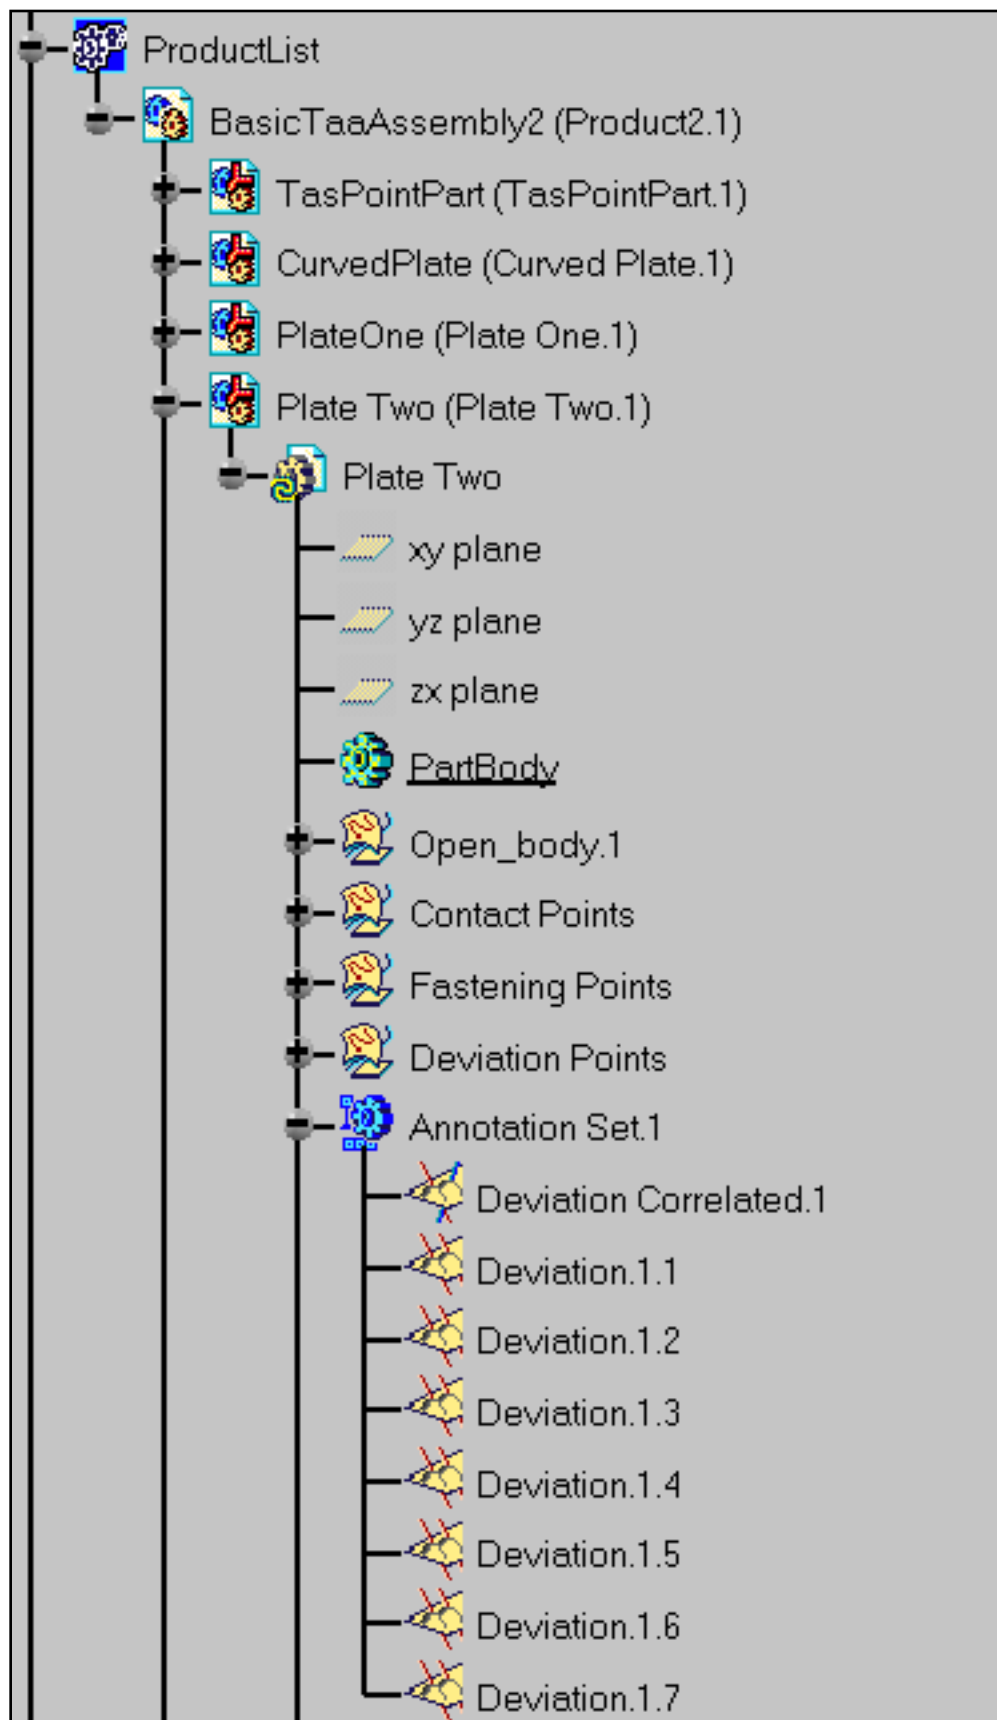 ProductList
BasicTaaAssembly2 (Product2.1)
TasPointPart (TasPointPart.1)
CurvedPlate (Curved Plate.1)
PlateOne (Plate One.1)
Plate Two (Plate Two.1)
Plate Two
xy plane
yz plane
zx plane
PartBody
Open_body.1
Contact Points
Fastening Points
Deviation Points
Annotation Set.1
Deviation Correlated.1
Deviation.1.1
Deviation.1.2
Deviation.1.3
Deviation.1.4
Deviation.1.5
Deviation.1.6
Deviation.1.7